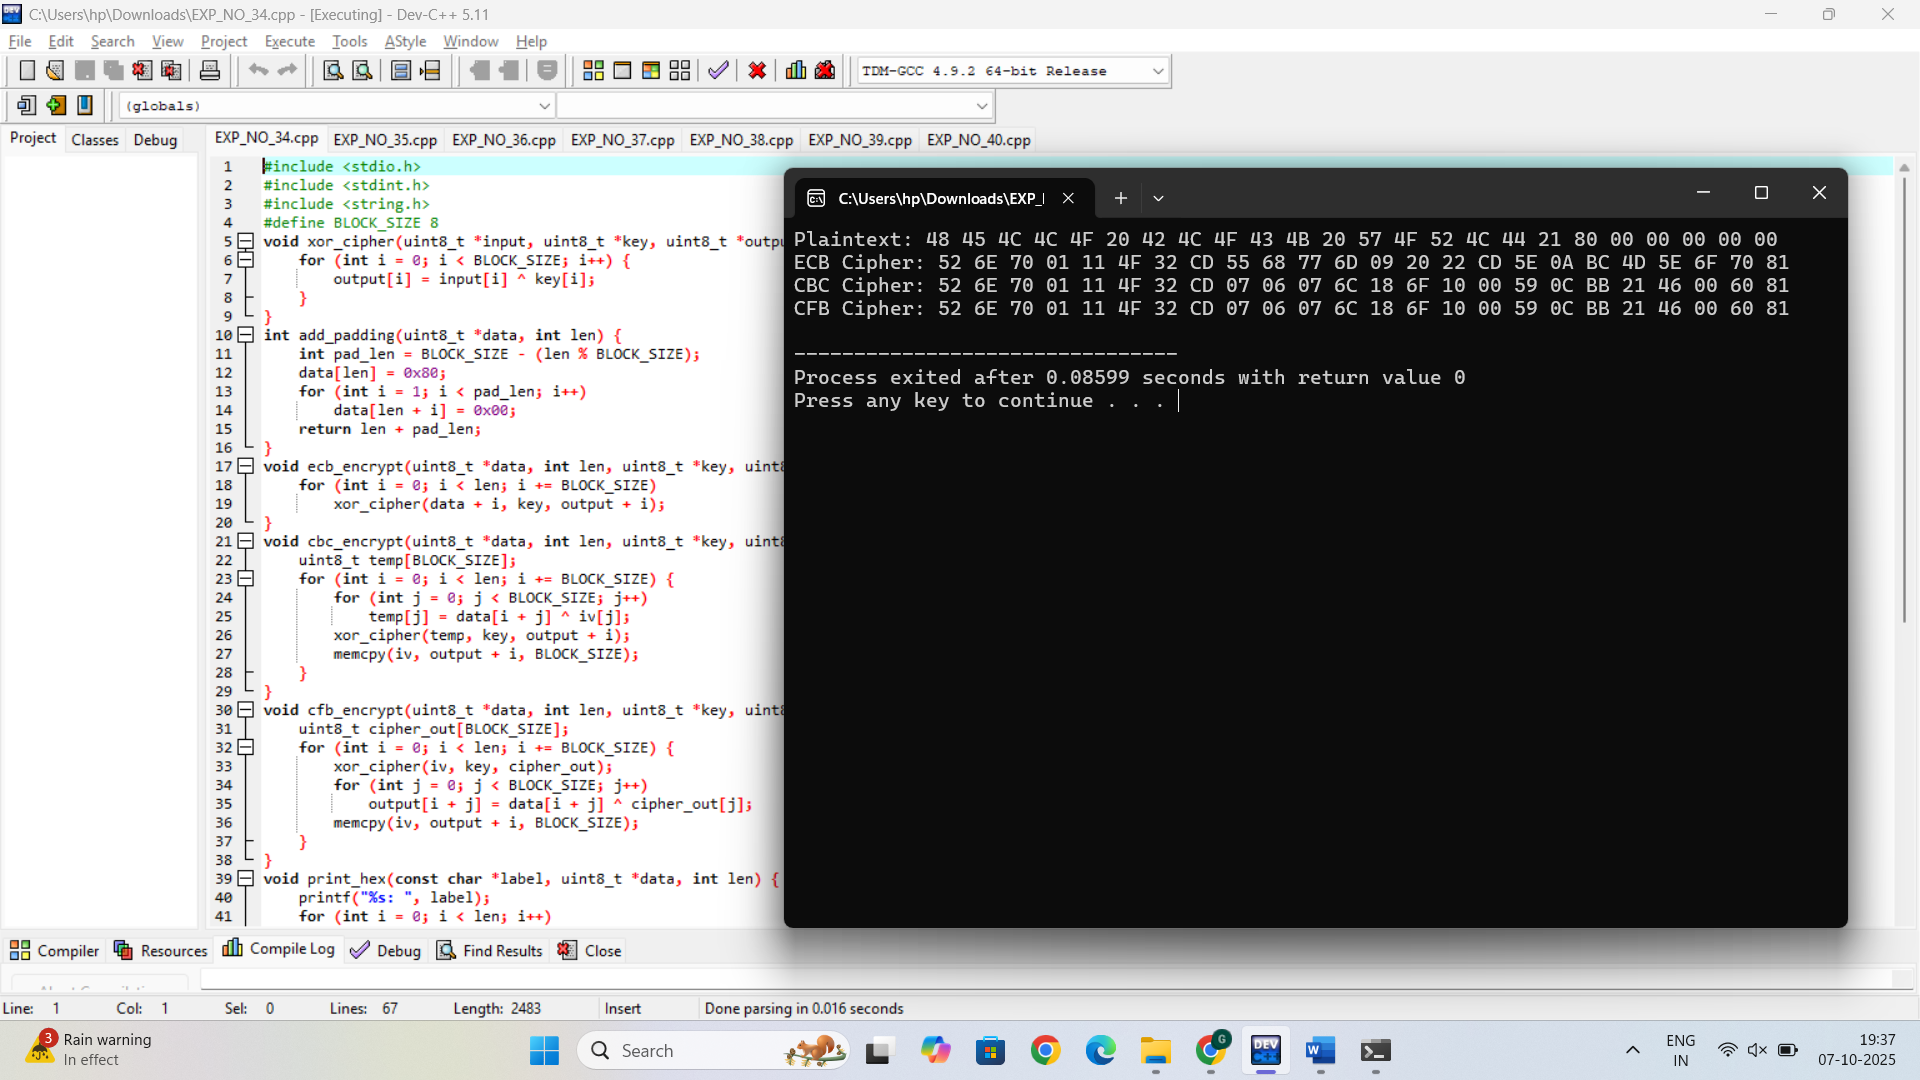 C:\Users\hp\Downloads\EXP_NO_34.cpp - [Executing] - Dev-C++ 5.11
File Edit Search View Project Execute Tools AStyle Window Help
TDM-GCC 4.9.2 64-bit Release
(globals)
Project Classes Debug
EXP_NO_34.cpp EXP_NO_35.cpp EXP_NO_36.cpp EXP_NO_37.cpp EXP_NO_38.cpp EXP_NO_39.cpp EXP_NO_40.cpp
1 #include <stdio.h>
2 #include <stdint.h>
3 #include <string.h>
4 #define BLOCK_SIZE 8
5 void xor_cipher(uint8_t *input, uint8_t *key, uint8_t *outpu
6 for (int i = 0; i < BLOCK_SIZE; i++) {
7 output[i] = input[i] ^ key[i];
8 }
9 }
10 int add_padding(uint8_t *data, int len) {
11 int pad_len = BLOCK_SIZE - (len % BLOCK_SIZE);
12 data[len] = 0x80;
13 for (int i = 1; i < pad_len; i++)
14 data[len + i] = 0x00;
15 return len + pad_len;
16 }
17 void ecb_encrypt(uint8_t *data, int len, uint8_t *key, uint8
18 for (int i = 0; i < len; i += BLOCK_SIZE)
19 xor_cipher(data + i, key, output + i);
20 }
21 void cbc_encrypt(uint8_t *data, int len, uint8_t *key, uint8
22 uint8_t temp[BLOCK_SIZE];
23 for (int i = 0; i < len; i += BLOCK_SIZE) {
24 for (int j = 0; j < BLOCK_SIZE; j++)
25 temp[j] = data[i + j] ^ iv[j];
26 xor_cipher(temp, key, output + i);
27 memcpy(iv, output + i, BLOCK_SIZE);
28 }
29 }
30 void cfb_encrypt(uint8_t *data, int len, uint8_t *key, uint8
31 uint8_t cipher_out[BLOCK_SIZE];
32 for (int i = 0; i < len; i += BLOCK_SIZE) {
33 xor_cipher(iv, key, cipher_out);
34 for (int j = 0; j < BLOCK_SIZE; j++)
35 output[i + j] = data[i + j] ^ cipher_out[j];
36 memcpy(iv, output + i, BLOCK_SIZE);
37 }
38 }
39 void print_hex(const char *label, uint8_t *data, int len) {
40 printf("%s: ", label);
41 for (int i = 0; i < len; i++)
C:\Users\hp\Downloads\EXP_
Plaintext: 48 45 4C 4C 4F 20 42 4C 4F 43 4B 20 57 4F 52 4C 44 21 80 00 00 00 00 00
ECB Cipher: 52 6E 70 01 11 4F 32 CD 55 68 77 6D 09 20 22 CD 5E 0A BC 4D 5E 6F 70 81
CBC Cipher: 52 6E 70 01 11 4F 32 CD 07 06 07 6C 18 6F 10 00 59 0C BB 21 46 00 60 81
CFB Cipher: 52 6E 70 01 11 4F 32 CD 07 06 07 6C 18 6F 10 00 59 0C BB 21 46 00 60 81
--------------------------------
Process exited after 0.08599 seconds with return value 0
Press any key to continue . . .
Compiler Resources Compile Log Debug Find Results Close
Line: 1 Col: 1 Sel: 0 Lines: 67 Length: 2483 Insert Done parsing in 0.016 seconds
3
Rain warning
In effect
Search
G
DEV
W
ENG
IN
19:37
07-10-2025